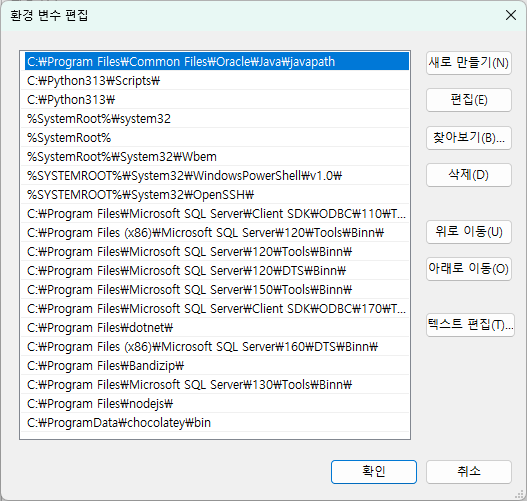 환경 변수 편집
C:₩Program Files₩Common Files₩Oracle₩Java₩javapath
C:₩Python313₩Scripts₩
C:₩Python313₩
%SystemRoot%₩system32
%SystemRoot%
%SystemRoot%₩System32₩Wbem
%SYSTEMROOT%₩System32₩WindowsPowerShell₩v1.0₩
%SYSTEMROOT%₩System32₩OpenSSH₩
C:₩Program Files₩Microsoft SQL Server₩Client SDK₩ODBC₩110₩T...
C:₩Program Files (x86)₩Microsoft SQL Server₩120₩Tools₩Binn₩
C:₩Program Files₩Microsoft SQL Server₩120₩Tools₩Binn₩
C:₩Program Files₩Microsoft SQL Server₩120₩DTS₩Binn₩
C:₩Program Files₩Microsoft SQL Server₩150₩Tools₩Binn₩
C:₩Program Files₩Microsoft SQL Server₩Client SDK₩ODBC₩170₩T...
C:₩Program Files₩dotnet₩
C:₩Program Files (x86)₩Microsoft SQL Server₩160₩DTS₩Binn₩
C:₩Program Files₩Bandizip₩
C:₩Program Files₩Microsoft SQL Server₩130₩Tools₩Binn₩
C:₩Program Files₩nodejs₩
C:₩ProgramData₩chocolatey₩bin
새로 만들기(N)
편집(E)
찾아보기(B)...
삭제(D)
위로 이동(U)
아래로 이동(O)
텍스트 편집(T)...
확인
취소